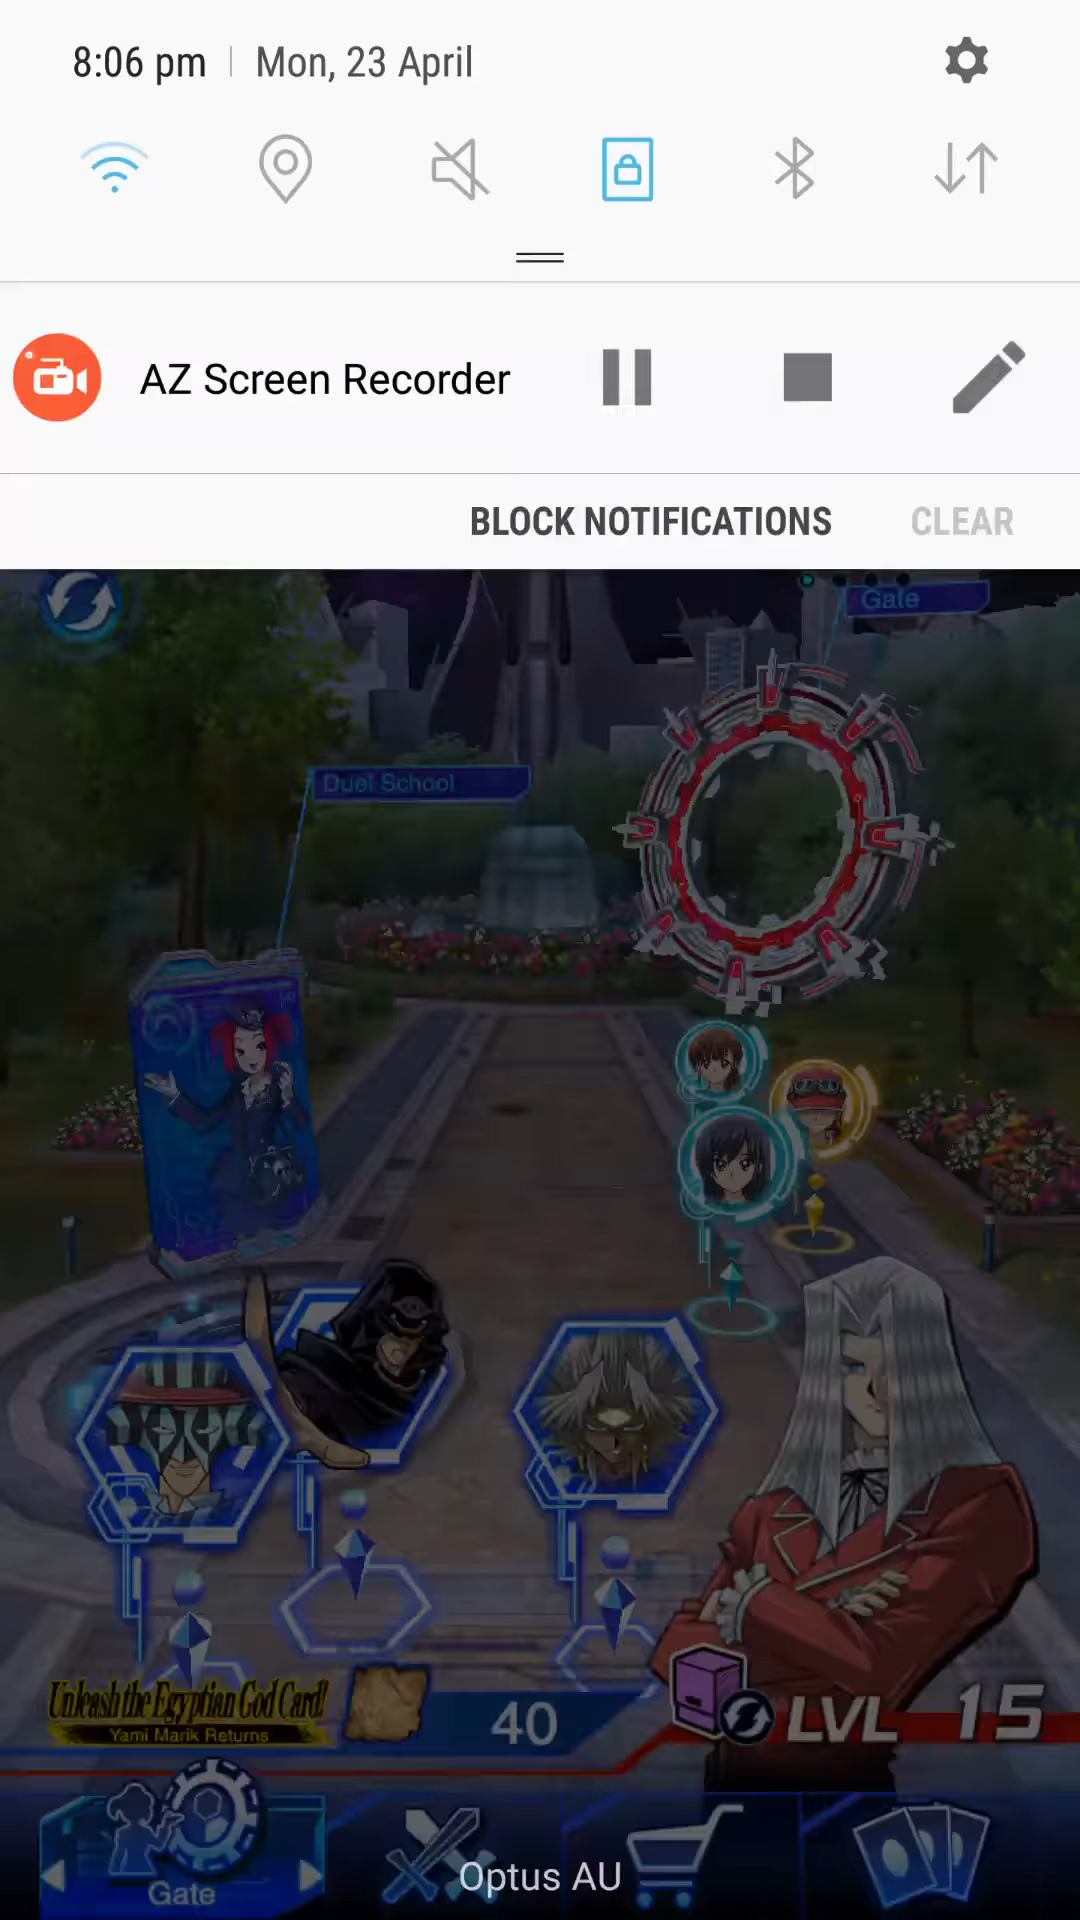 8:06 pm | Mon, 23 April
AZ Screen Recorder
BLOCK NOTIFICATIONS CLEAR
Gate
Duel School
Unleash the Egyptian God Card!
Yami Marik Returns
40
LVL 15
Gate
Optus AU